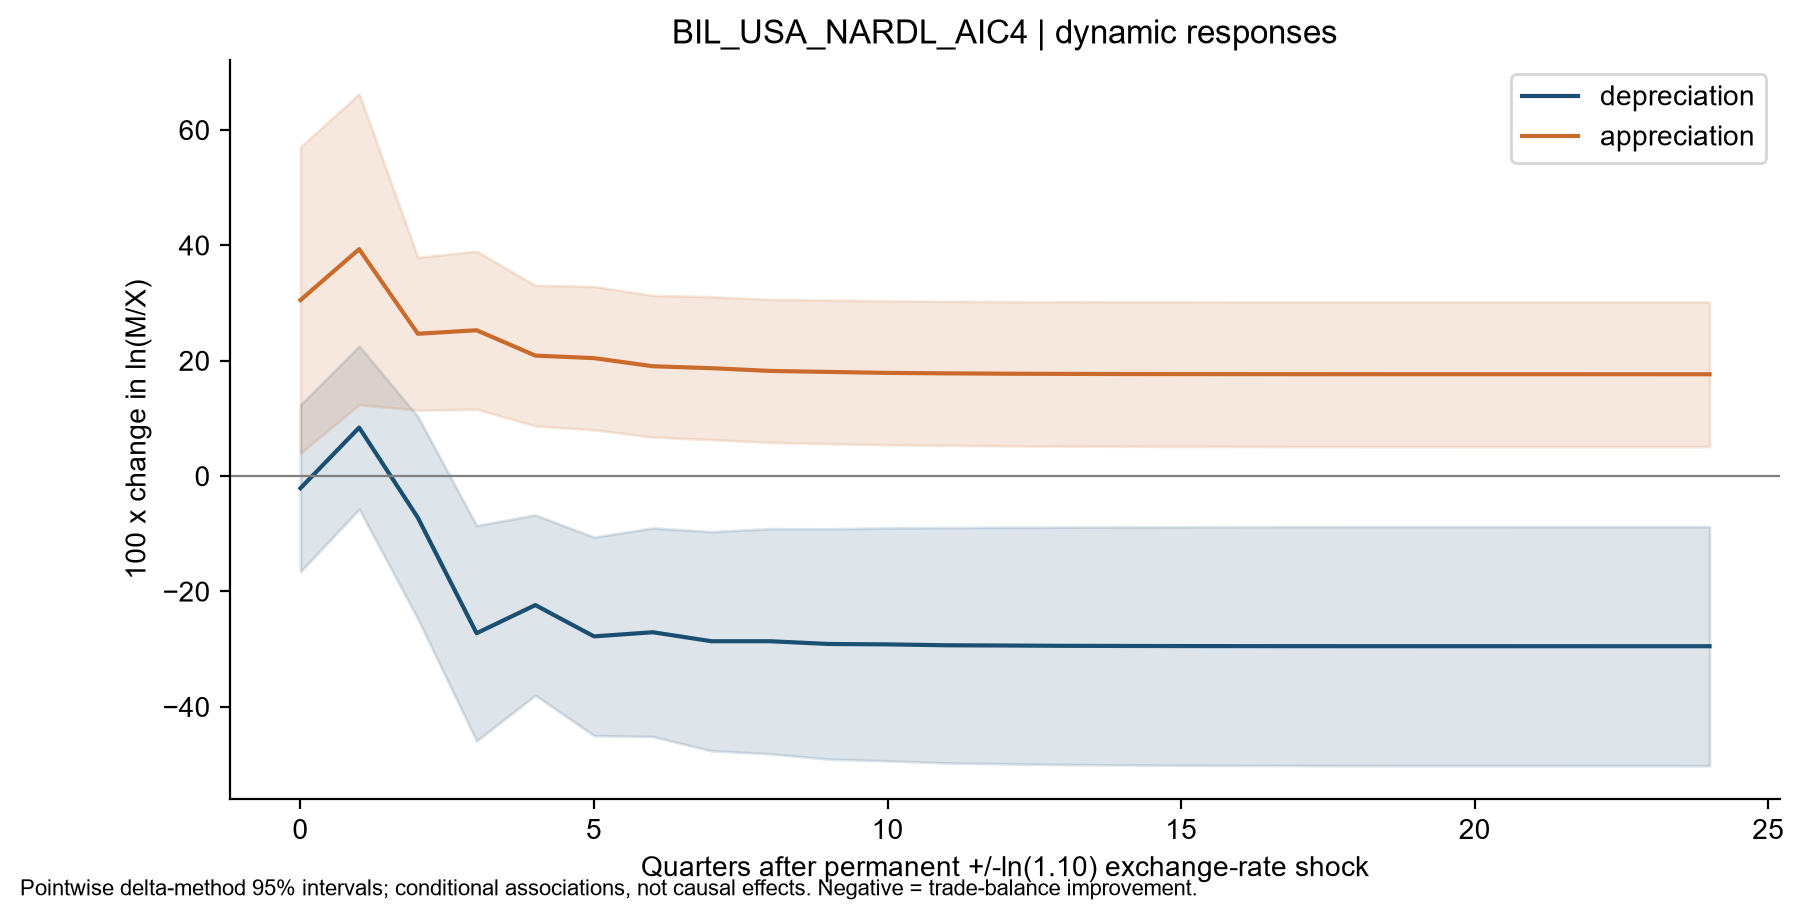 BIL_USA_NARDL_AIC4 | dynamic responses
depreciation
appreciation
100 x change in ln(M/X)
60
40
20
0
−20
−40
0
5
10
15
20
25
Quarters after permanent +/-ln(1.10) exchange-rate shock
Pointwise delta-method 95% intervals; conditional associations, not causal effects. Negative = trade-balance improvement.